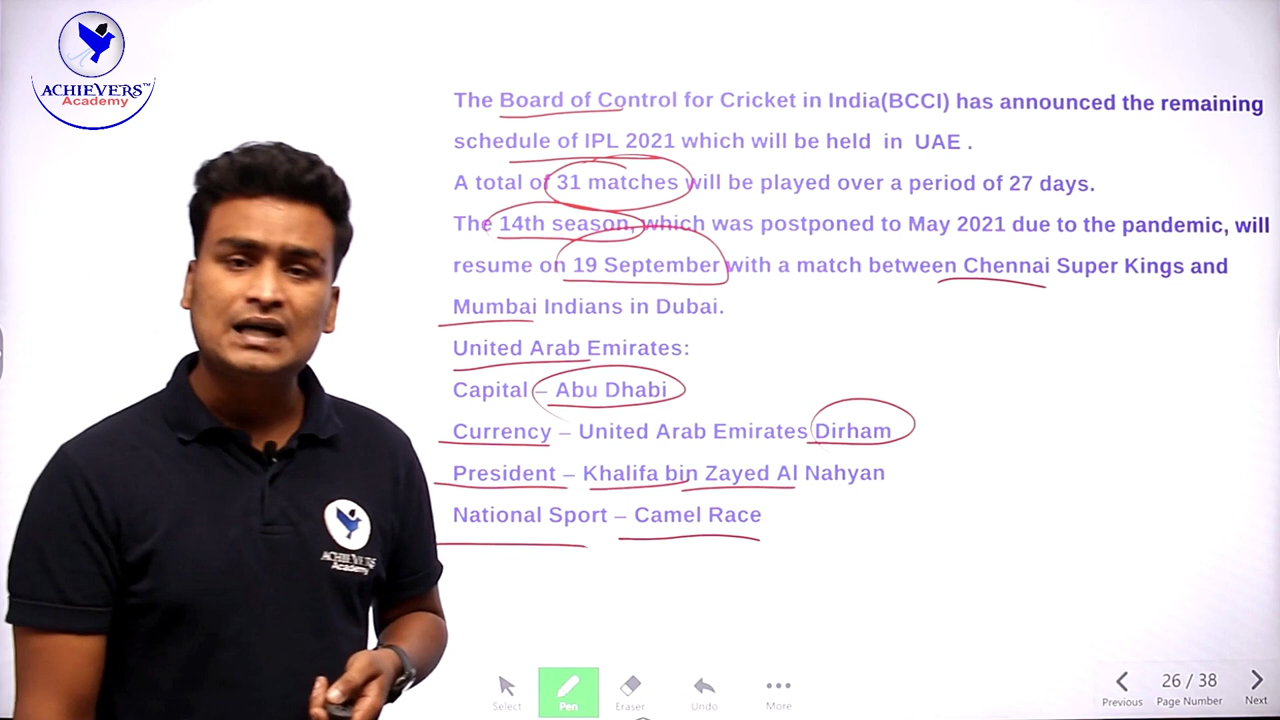 ACHIEVERS™
Academy
The Board of Control for Cricket in India(BCCI) has announced the remaining
schedule of IPL 2021 which will be held in UAE .
A total of 31 matches will be played over a period of 27 days.
The 14th season, which was postponed to May 2021 due to the pandemic, will
resume on 19 September with a match between Chennai Super Kings and
Mumbai Indians in Dubai.
United Arab Emirates:
Capital – Abu Dhabi
Currency – United Arab Emirates Dirham
President – Khalifa bin Zayed Al Nahyan
National Sport – Camel Race
ACHIEVERS
Academy
Select
Pen
Eraser
Undo
More
Previous
26 / 38
Page Number
Next